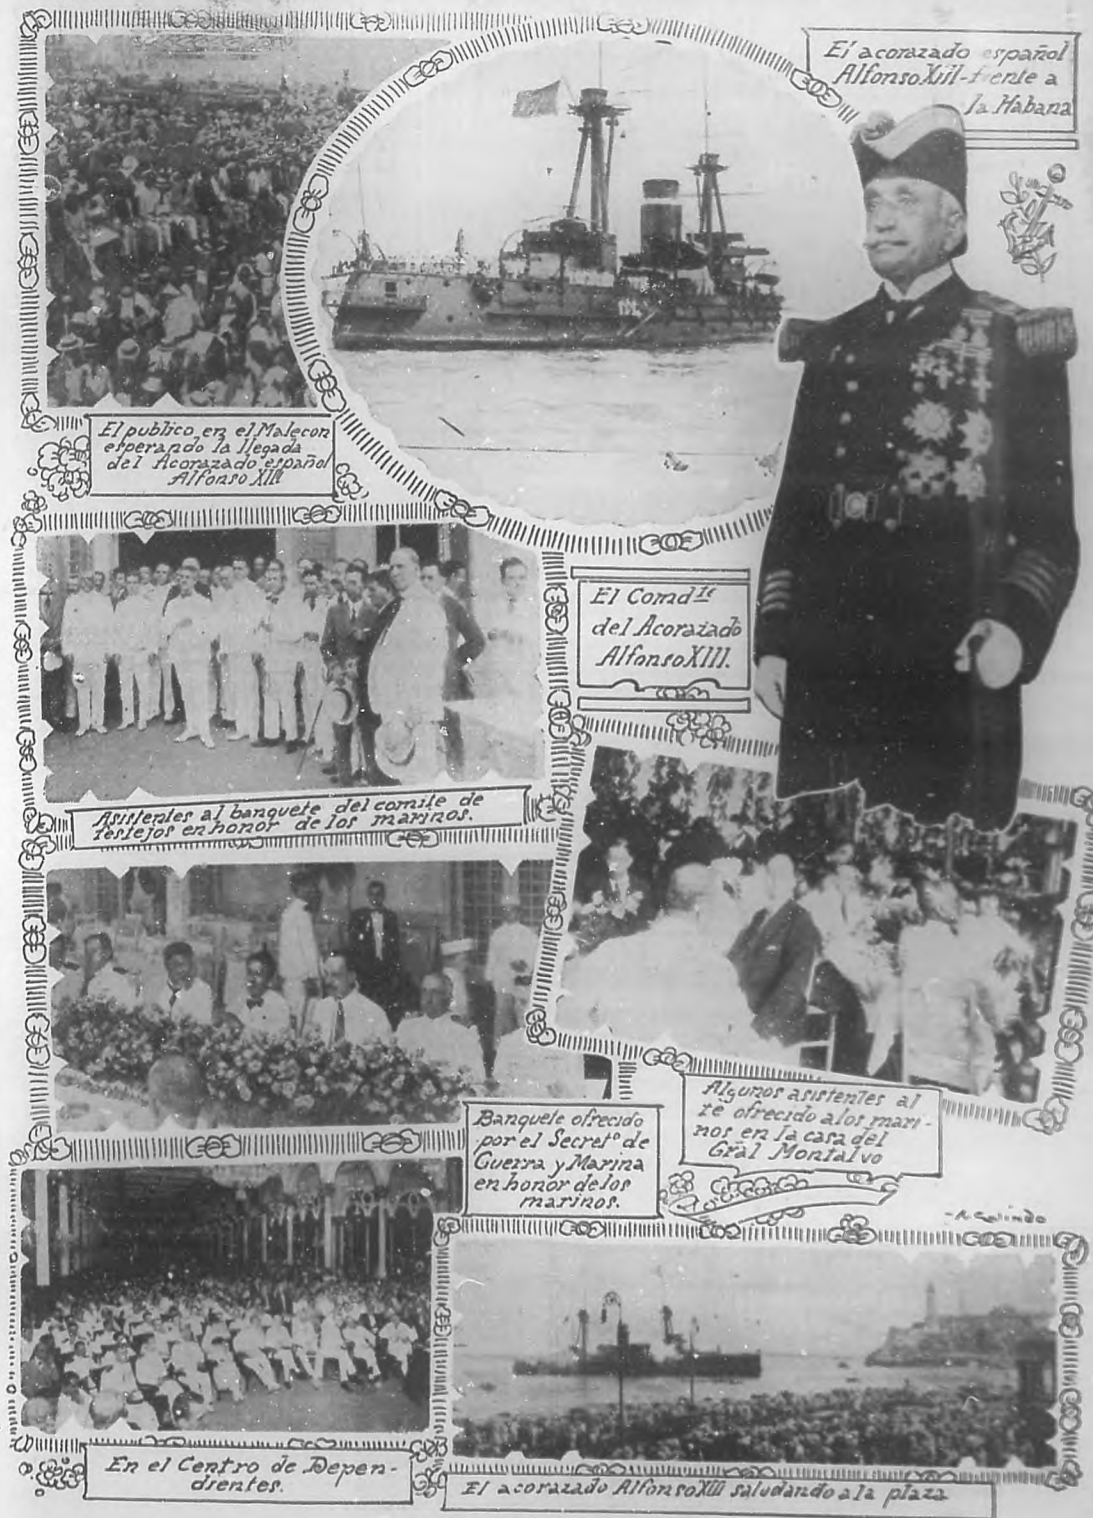 El acorazado español
Alfonso XIII-frente a
la Habana
El publico en el Malecon
esperando la llegada
del Acorazado español
Alfonso XIII
El Comdte
del Acorazado
Alfonso XIII.
Asistentes al banquete del comite de
festejos en honor de los marinos.
Banquete ofrecido
por el Secretº de
Guerra y Marina
en honor de los
marinos.
Algunos asistentes al
te ofrecido a los mari-
nos en la casa del
Gral Montalvo
En el Centro de Depen-
dientes.
El acorazado Alfonso XIII saludando a la plaza